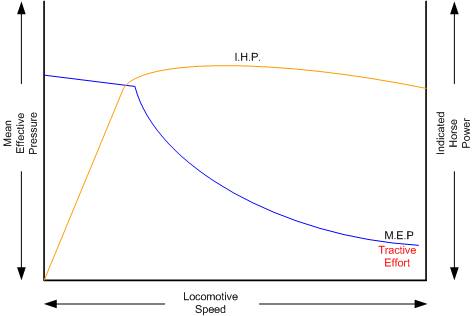 I.H.P.
Mean
Effective
Pressure
Indicated
Horse
Power
M.E.P
Tractive
Effort
Locomotive
Speed